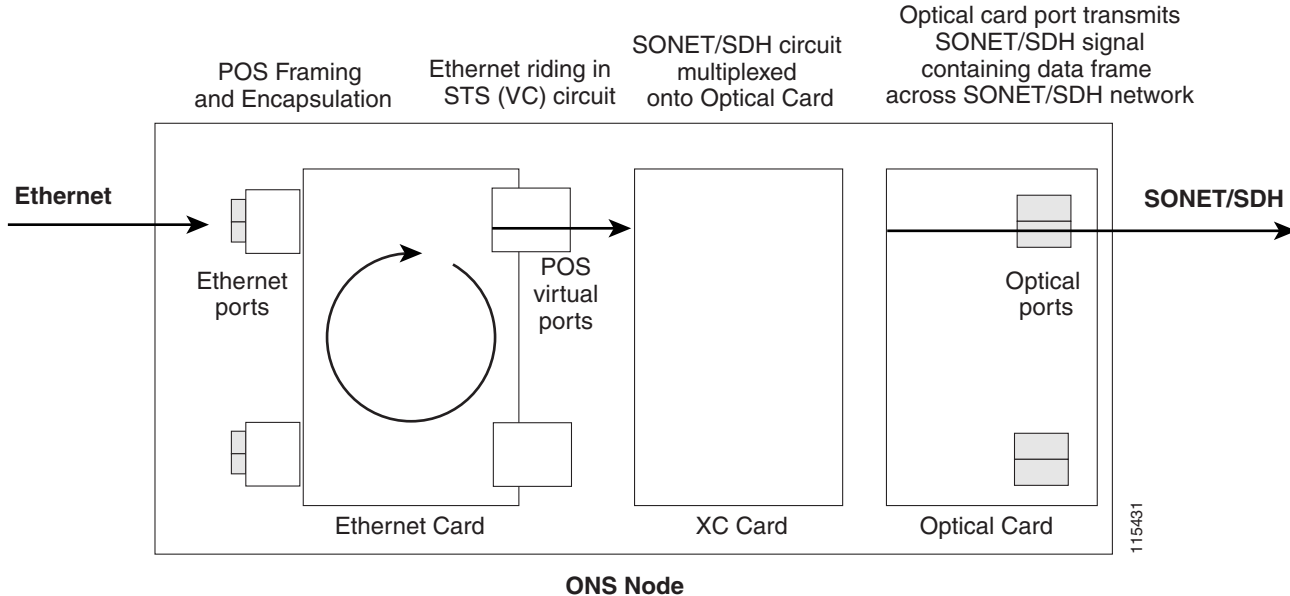 POS Framing
and Encapsulation
Ethernet riding in
STS (VC) circuit
SONET/SDH circuit
multiplexed
onto Optical Card
Optical card port transmits
SONET/SDH signal
containing data frame
across SONET/SDH network
Ethernet
SONET/SDH
Ethernet
ports
POS
virtual
ports
Optical
ports
Ethernet Card
XC Card
Optical Card
115431
ONS Node